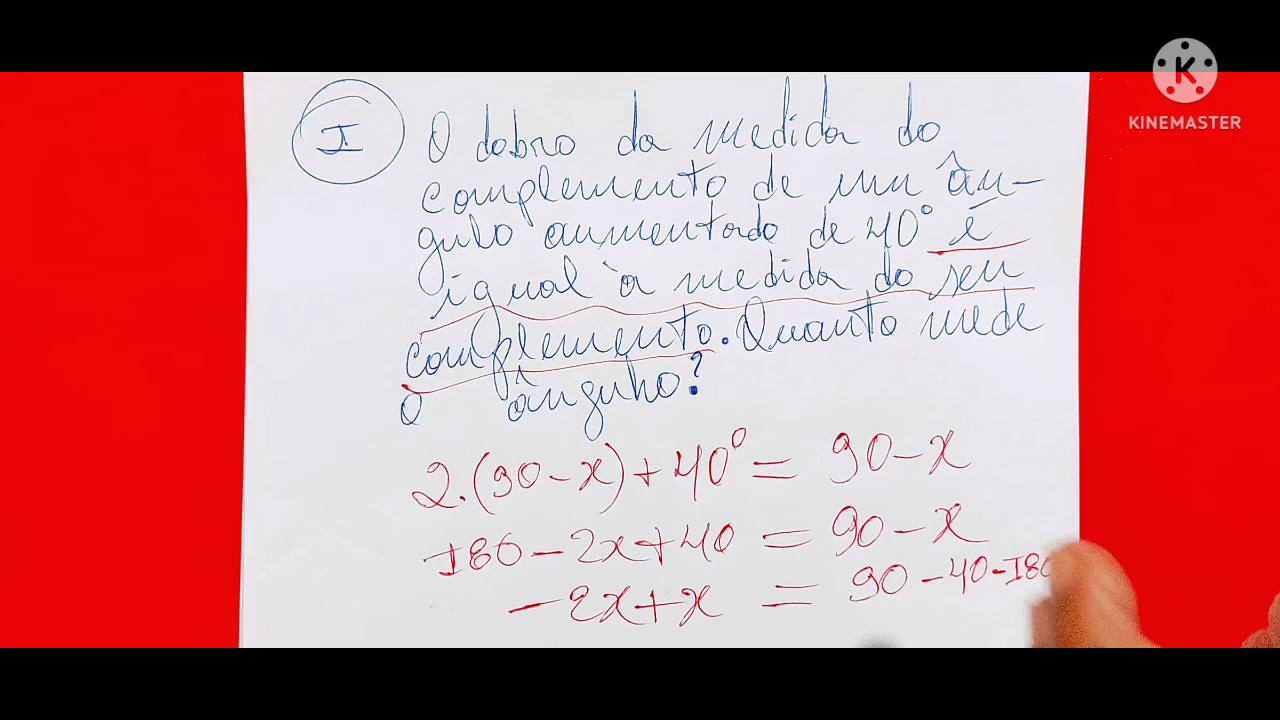 KINEMASTER
I
O dobro da medida do
complemento de um ân-
gulo aumentado de 40° é
igual à medida do seu
complemento. Quanto mede
o ângulo?
2.(90-x)+40° = 90-x
180-2x+40 = 90-x
-2x+x = 90-40-180